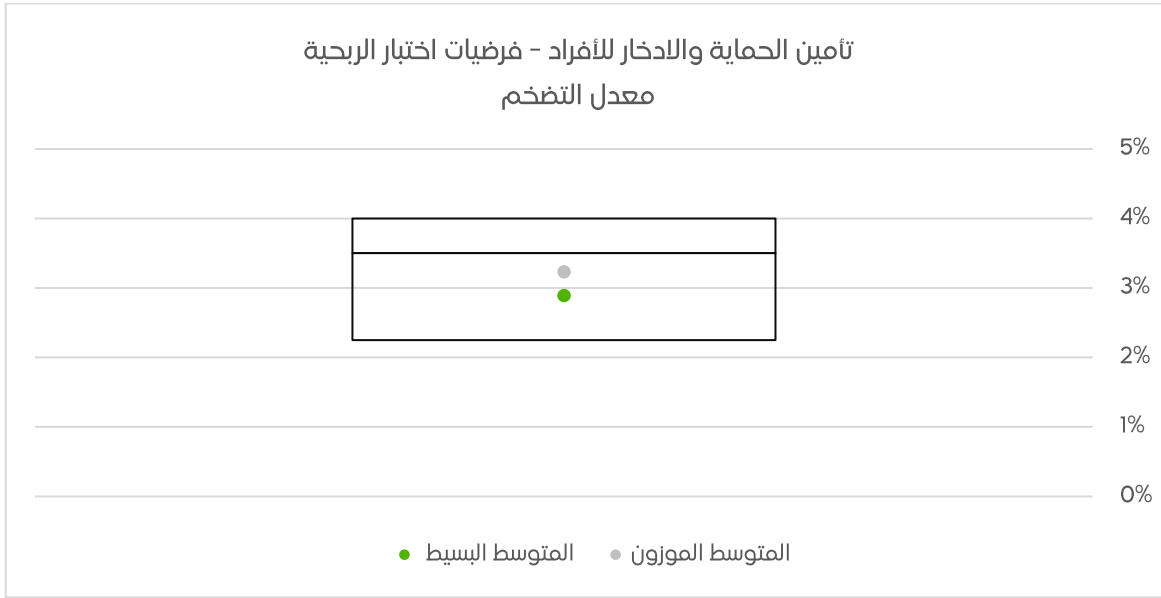 تأمين الحماية والادخار للأفراد - فرضيات اختبار الربحية
معدل التضخم
5%
4%
3%
2%
1%
0%
المتوسط الموزون
المتوسط البسيط